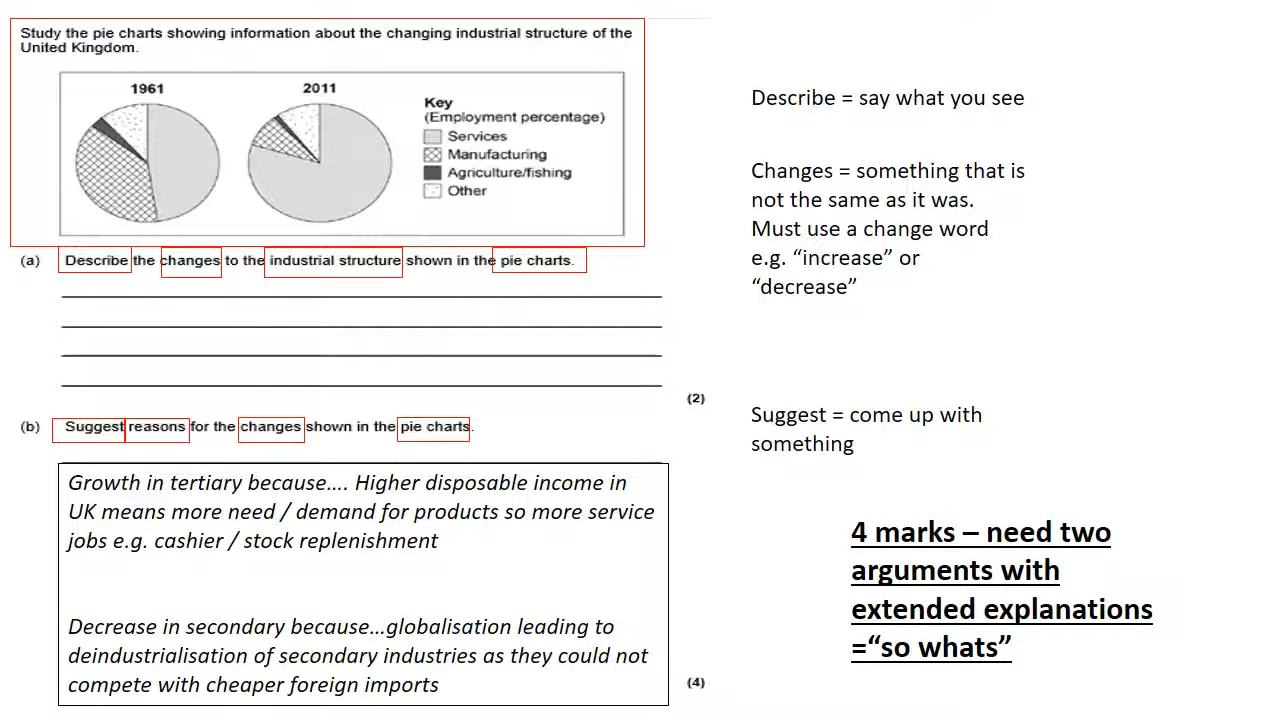 Study the pie charts showing information about the changing industrial structure of the
United Kingdom.
1961
2011
Key
(Employment percentage)
Services
Manufacturing
Agriculture/fishing
Other
(a) Describe the changes to the industrial structure shown in the pie charts.
(2)
(b) Suggest reasons for the changes shown in the pie charts.
Growth in tertiary because…. Higher disposable income in
UK means more need / demand for products so more service
jobs e.g. cashier / stock replenishment
Decrease in secondary because…globalisation leading to
deindustrialisation of secondary industries as they could not
compete with cheaper foreign imports
(4)
Describe = say what you see
Changes = something that is
not the same as it was.
Must use a change word
e.g. “increase” or
“decrease”
Suggest = come up with
something
4 marks – need two
arguments with
extended explanations
=“so whats”